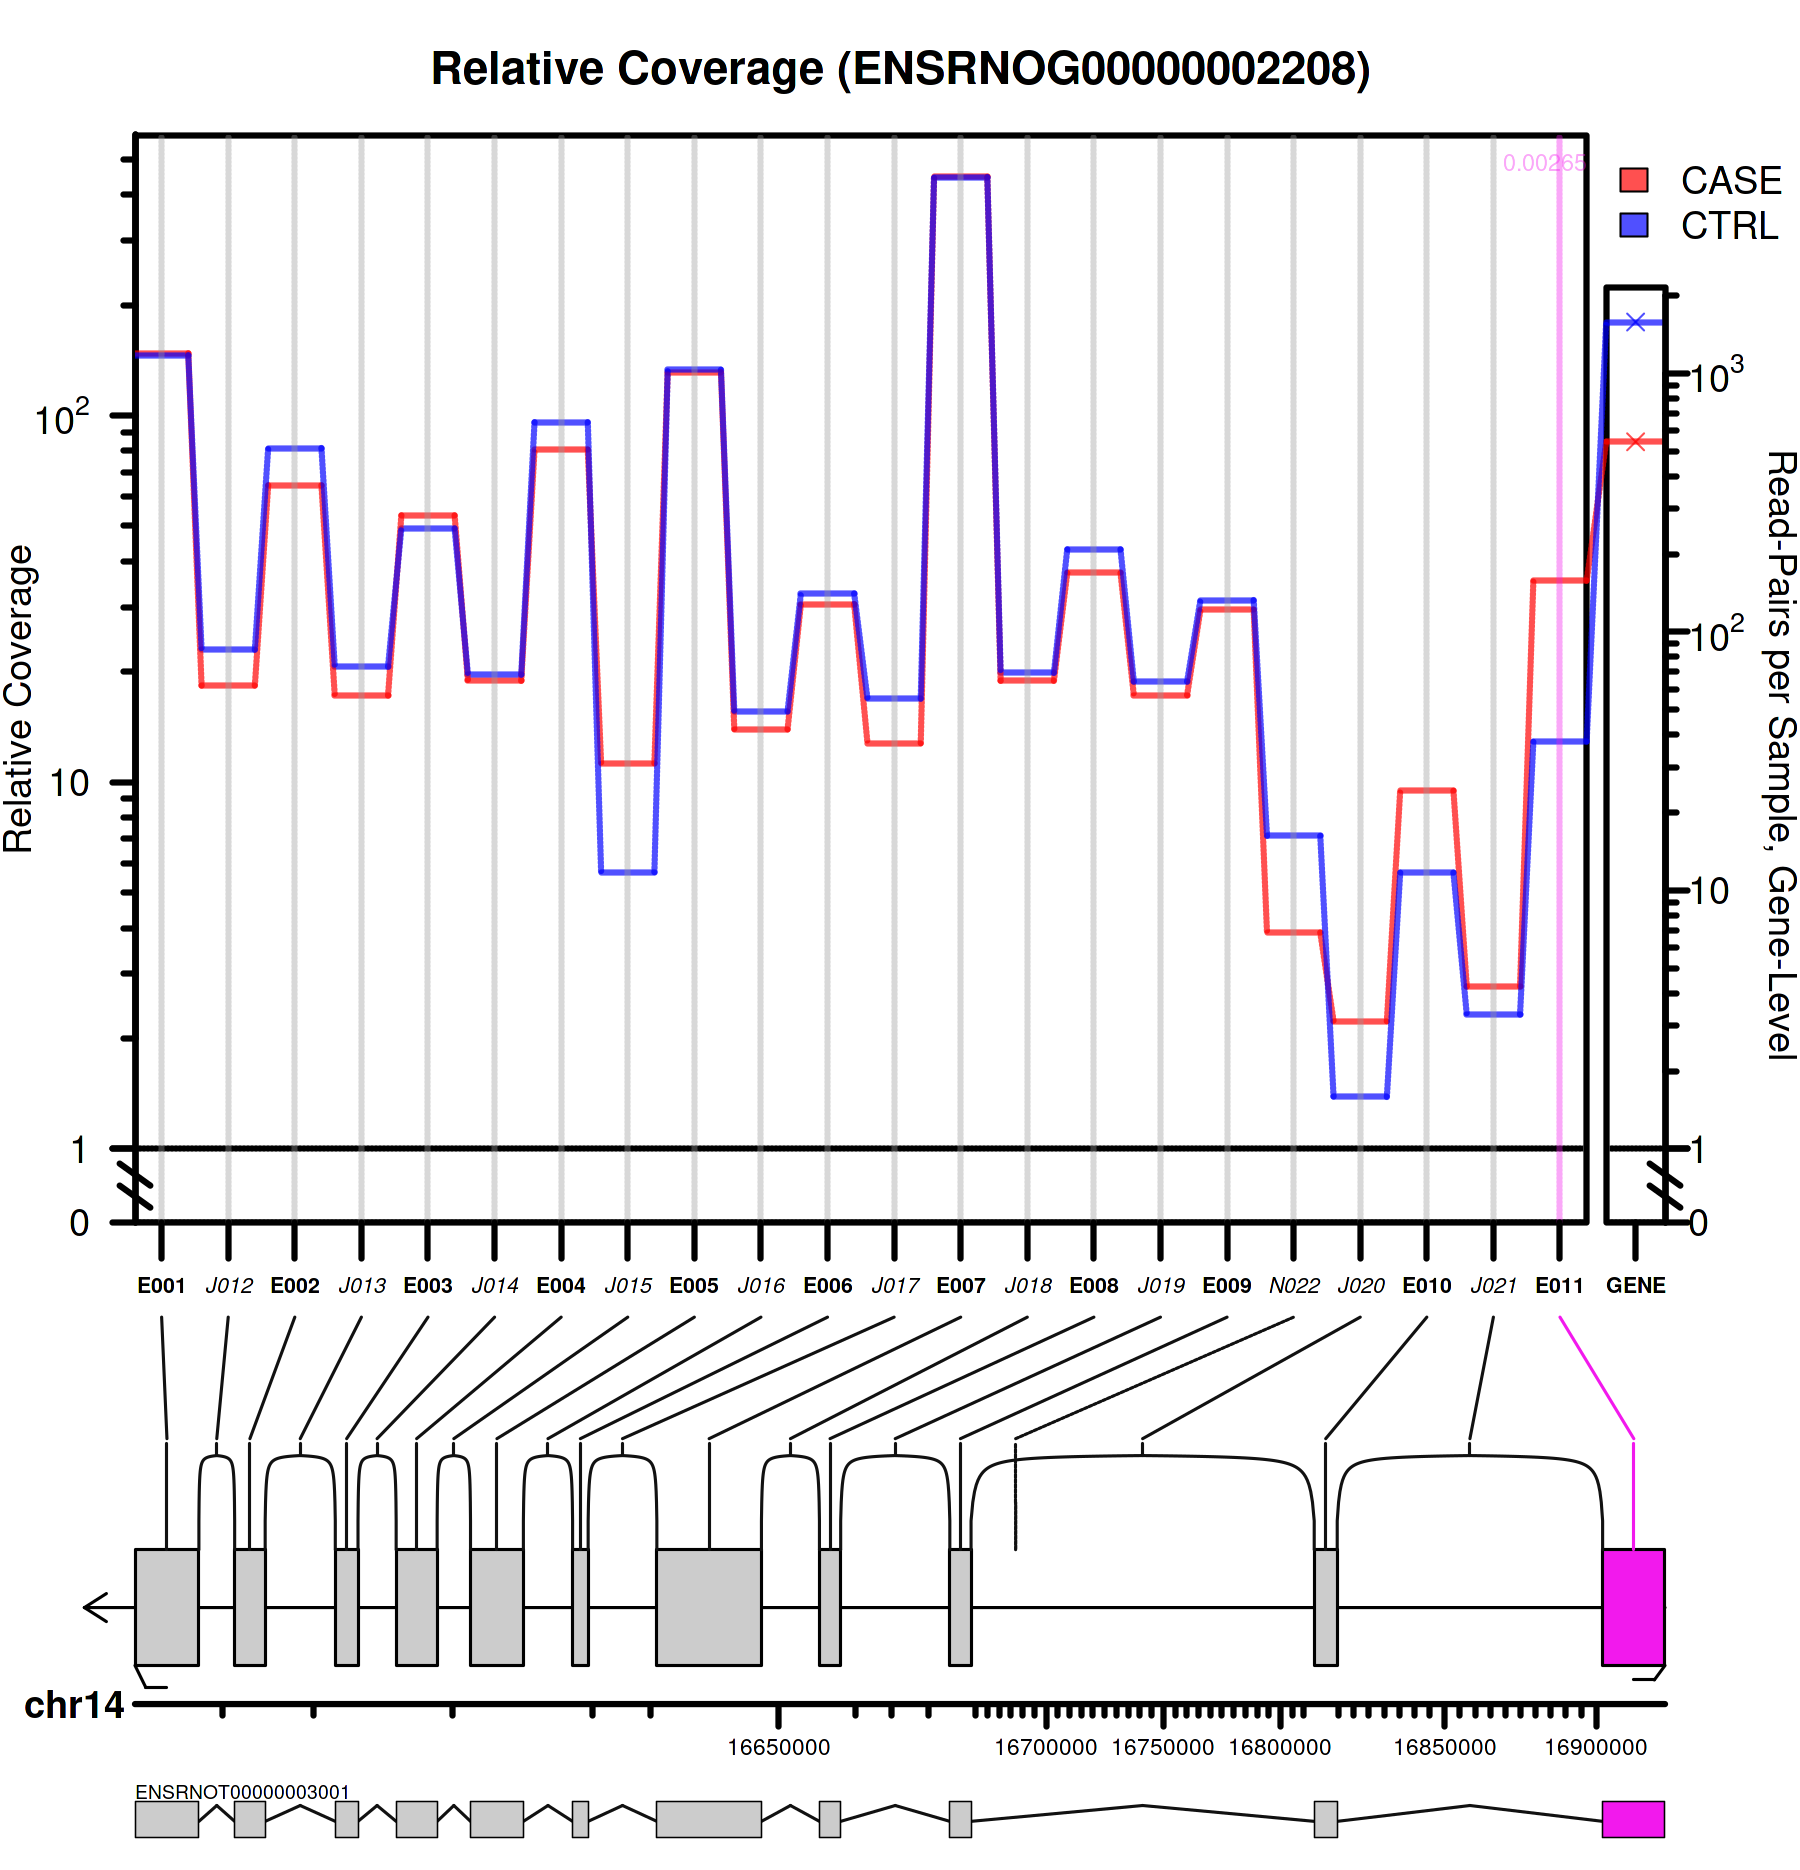 Relative Coverage (ENSRNOG00000002208)
0.00265
CASE
CTRL
Relative Coverage
10²
10
1
0
10³
10²
10
1
0
Read-Pairs per Sample, Gene-Level
E001 J012 E002 J013 E003 J014 E004 J015 E005 J016 E006 J017 E007 J018 E008 J019 E009 N022 J020 E010 J021 E011 GENE
chr14
16650000 16700000 16750000 16800000 16850000 16900000
ENSRNOT00000003001